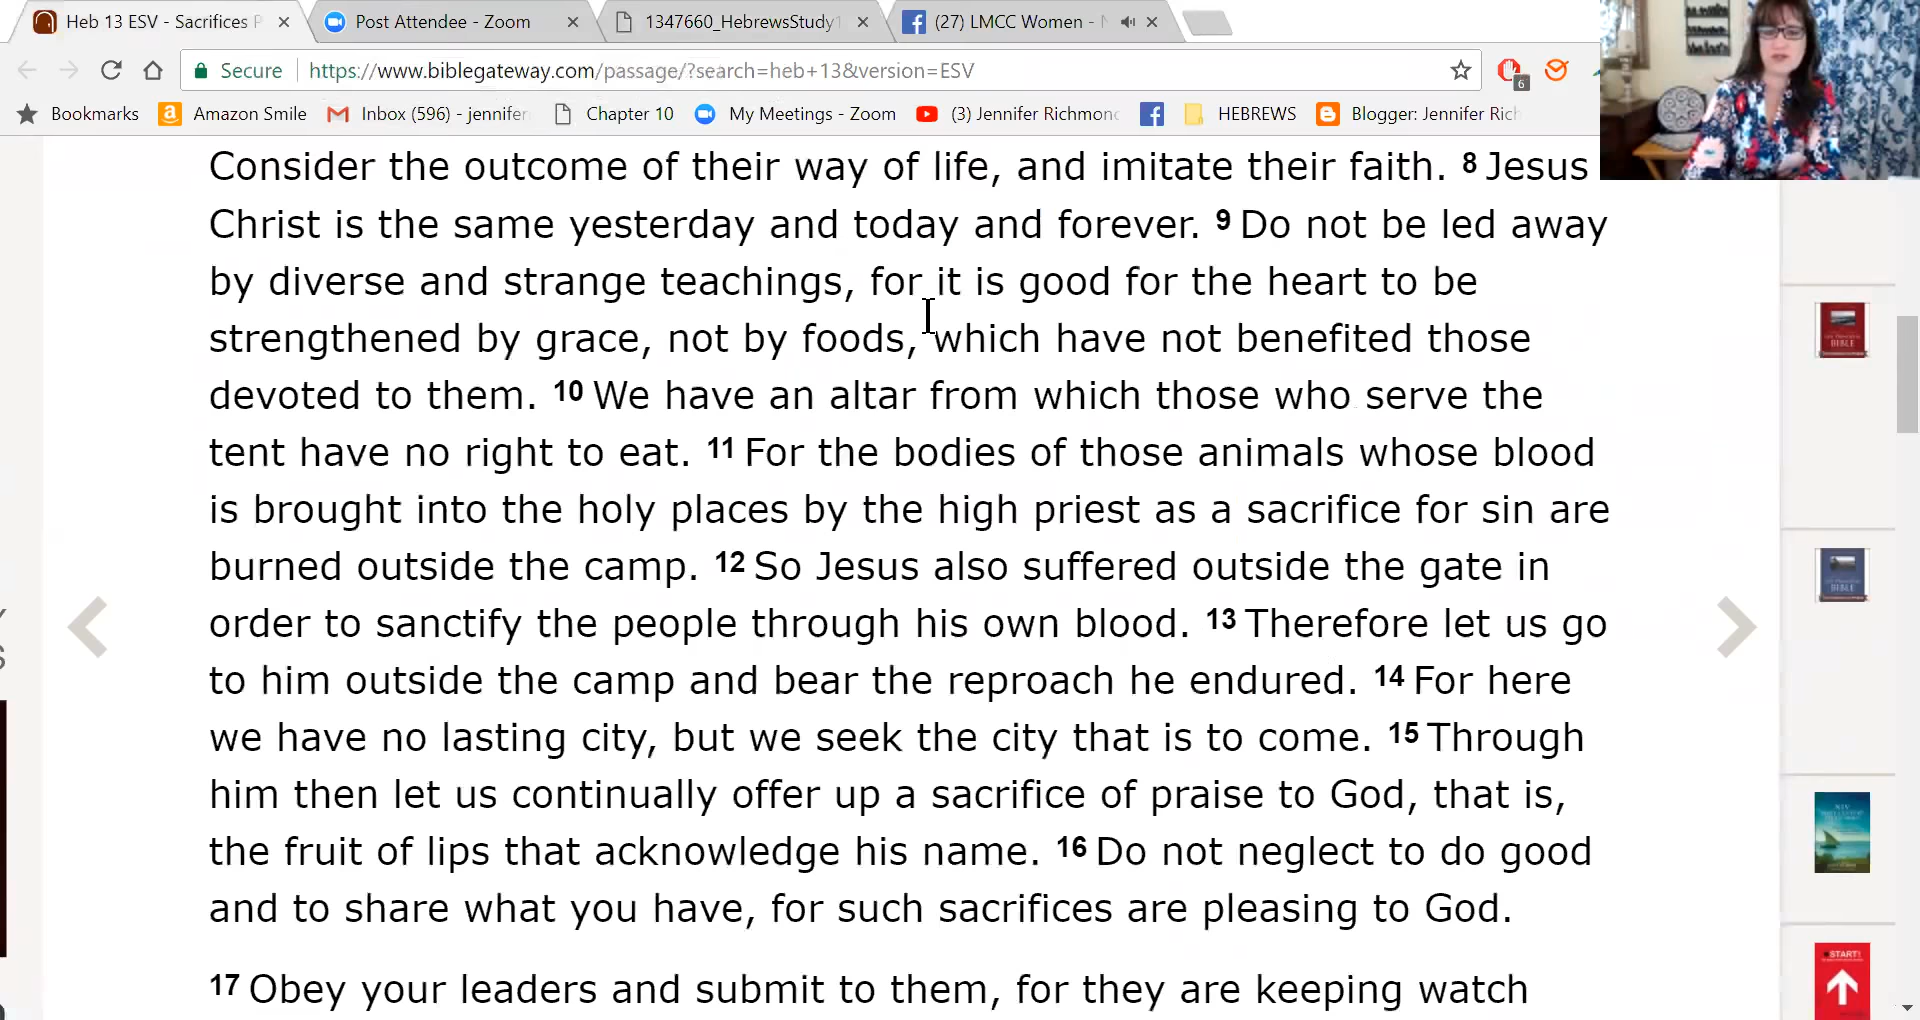 Heb 13 ESV - Sacrifices P
Post Attendee - Zoom
1347660_HebrewsStudy
(27) LMCC Women -
Secure
https://www.biblegateway.com/passage/?search=heb+13&version=ESV
6
Bookmarks
Amazon Smile
Inbox (596) - jennifer
Chapter 10
My Meetings - Zoom
(3) Jennifer Richmon
HEBREWS
Blogger: Jennifer Rich
Consider the outcome of their way of life, and imitate their faith. 8 Jesus
Christ is the same yesterday and today and forever. 9 Do not be led away
by diverse and strange teachings, for it is good for the heart to be
strengthened by grace, not by foods, which have not benefited those
devoted to them. 10 We have an altar from which those who serve the
tent have no right to eat. 11 For the bodies of those animals whose blood
is brought into the holy places by the high priest as a sacrifice for sin are
burned outside the camp. 12 So Jesus also suffered outside the gate in
order to sanctify the people through his own blood. 13 Therefore let us go
to him outside the camp and bear the reproach he endured. 14 For here
we have no lasting city, but we seek the city that is to come. 15 Through
him then let us continually offer up a sacrifice of praise to God, that is,
the fruit of lips that acknowledge his name. 16 Do not neglect to do good
and to share what you have, for such sacrifices are pleasing to God.
17 Obey your leaders and submit to them, for they are keeping watch
BIBLE
BIBLE
START!